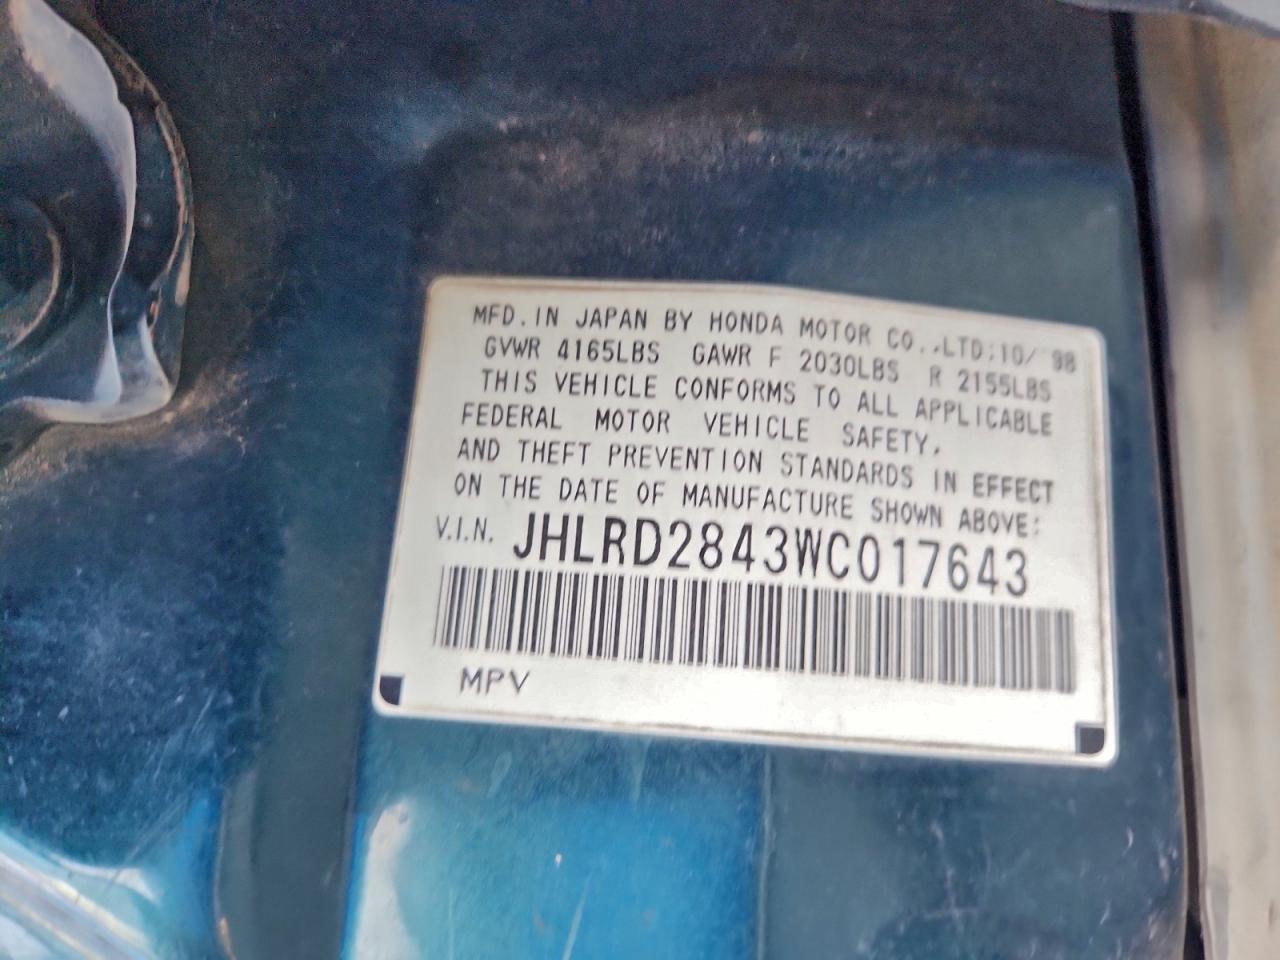 MFD. IN JAPAN BY HONDA MOTOR CO.,LTD:10/'98
GVWR 4165LBS GAWR F 2030LBS R 2155LBS
THIS VEHICLE CONFORMS TO ALL APPLICABLE
FEDERAL MOTOR VEHICLE SAFETY,
AND THEFT PREVENTION STANDARDS IN EFFECT
ON THE DATE OF MANUFACTURE SHOWN ABOVE:
V.I.N. JHLRD2843WC017643
MPV